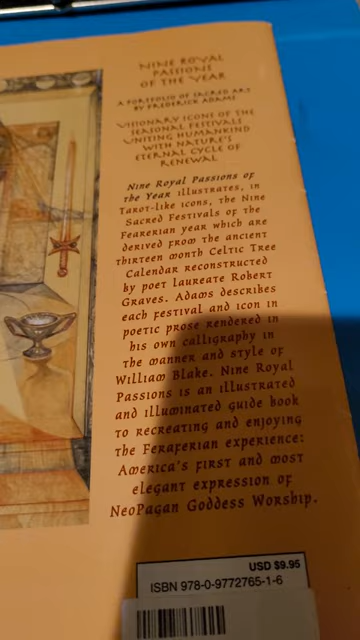 Nine Royal
Passions
of the Year
A Portfolio of Sacred Art
by Frederick Adams
Visionary Icons of the
Seasonal Festivals
Uniting Humankind
with Nature's
Eternal Cycle of
Renewal
Nine Royal Passions of
the Year illustrates, in
Tarot-like icons, the Nine
Sacred Festivals of the
Fearerian year which are
derived from the ancient
thirteen month Celtic Tree
Calendar reconstructed
by poet laureate Robert
Graves. Adams describes
each festival and icon in
poetic prose rendered in
his own calligraphy in
the manner and style of
William Blake. Nine Royal
Passions is an illustrated
and illuminated guide book
to recreating and enjoying
the Feraferian experience:
America's first and most
elegant expression of
NeoPagan Goddess Worship.
USD $9.95
ISBN 978-0-9772765-1-6